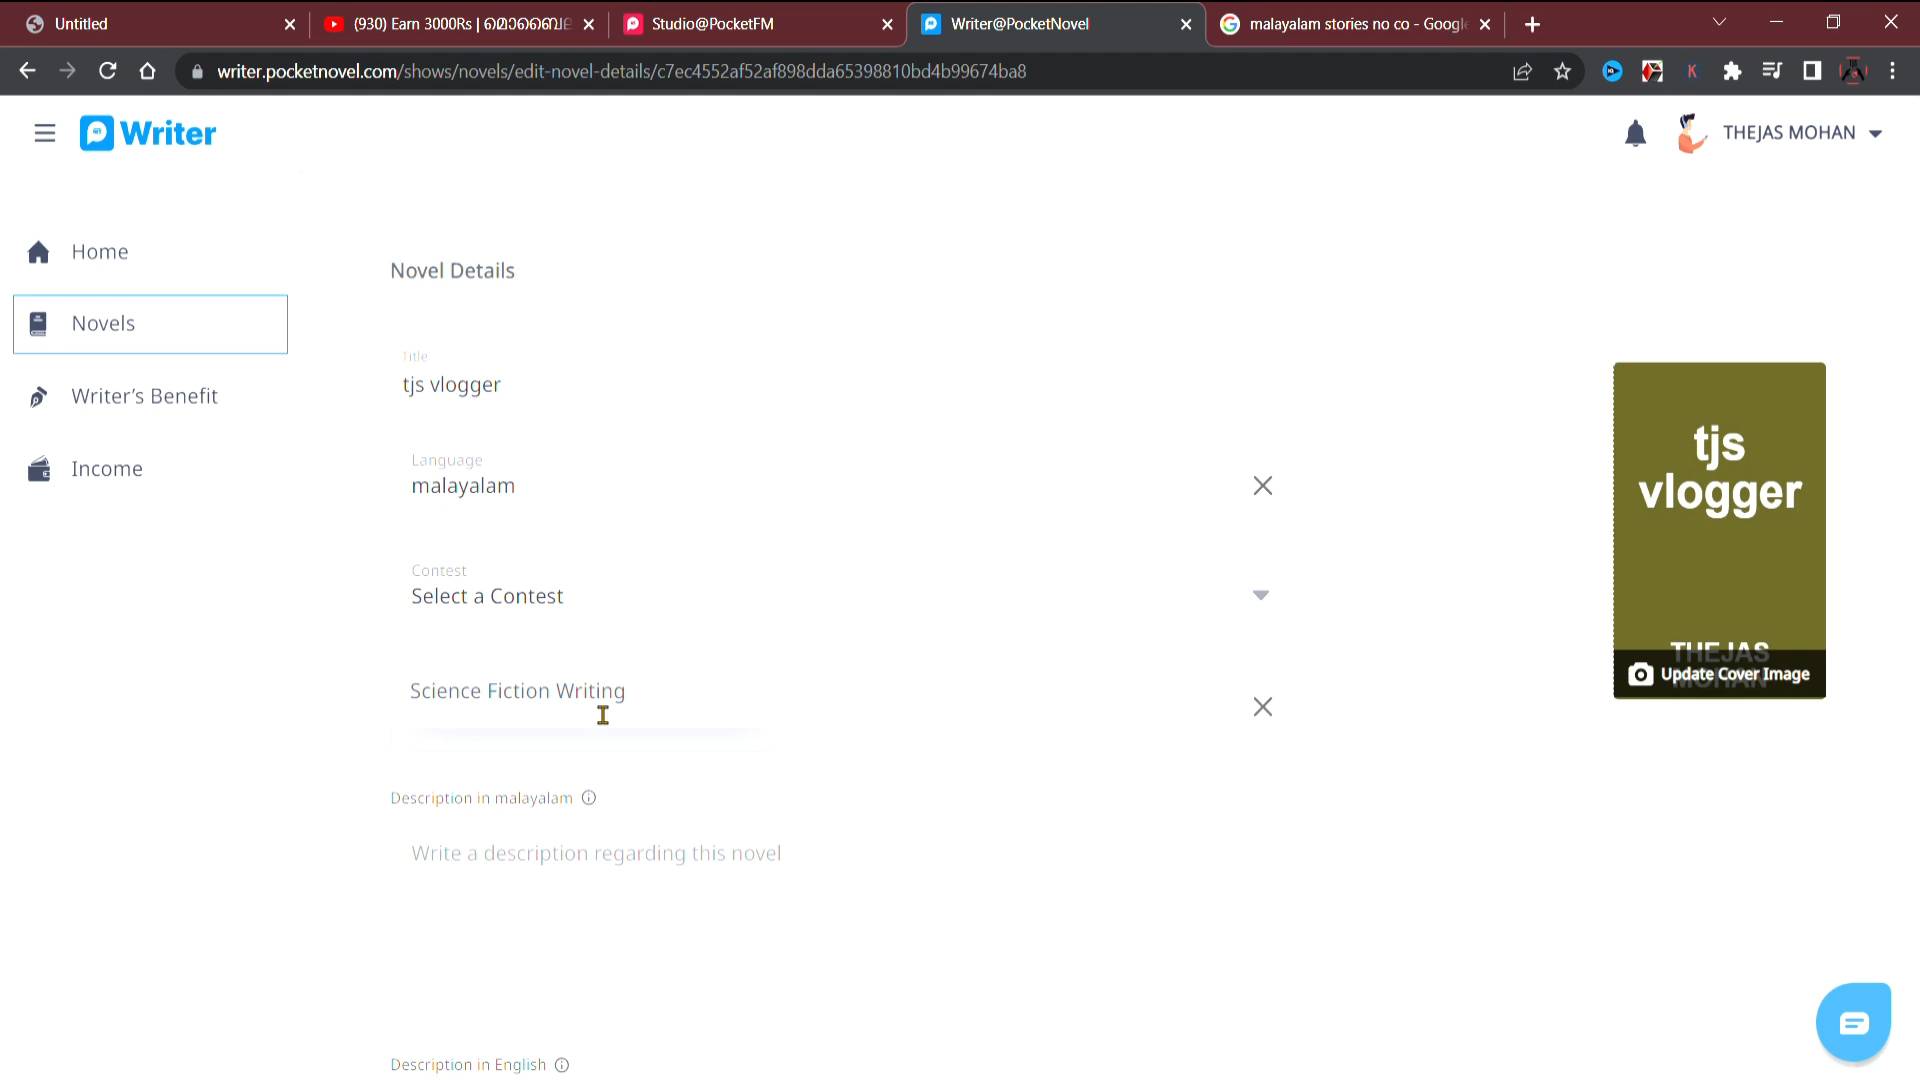 Untitled
(930) Earn 3000Rs |
Studio@PocketFM
Writer@PocketNovel
malayalam stories no co - Googl
writer.pocketnovel.com/shows/novels/edit-novel-details/c7ec4552af52af898dda65398810bd4b99674ba8
Writer
THEJAS MOHAN
Home
Novels
Writer's Benefit
Income
Novel Details
Title
tjs vlogger
Language
malayalam
Contest
Select a Contest
Science Fiction Writing
Description in malayalam
Write a description regarding this novel
Description in English
tjs
vlogger
THEJAS
MOHAN
Update Cover Image